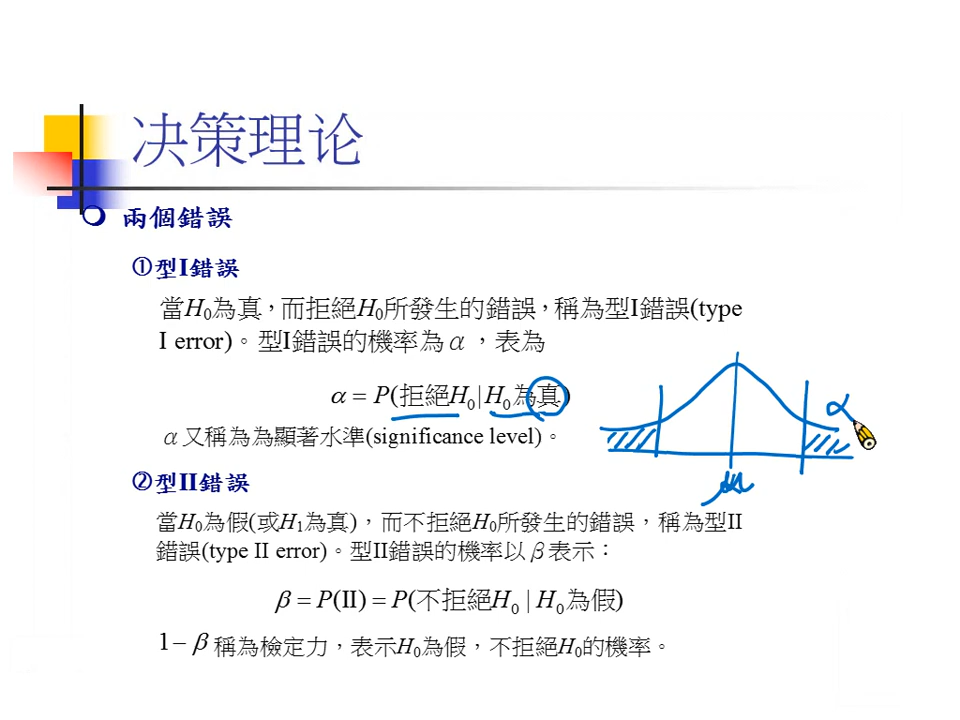 决策理论
兩個錯誤
①型I錯誤
當H₀為真，而拒絕H₀所發生的錯誤，稱為型I錯誤(type
I error)。型I錯誤的機率為α，表為
α = P(拒絕H₀|H₀為真)
α
α又稱為為顯著水準(significance level)。
②型II錯誤
μ
當H₀為假(或H₁為真)，而不拒絕H₀所發生的錯誤，稱為型II
錯誤(type II error)。型II錯誤的機率以β表示：
β = P(II) = P(不拒絕H₀ | H₀為假)
1−β稱為檢定力，表示H₀為假，不拒絕H₀的機率。